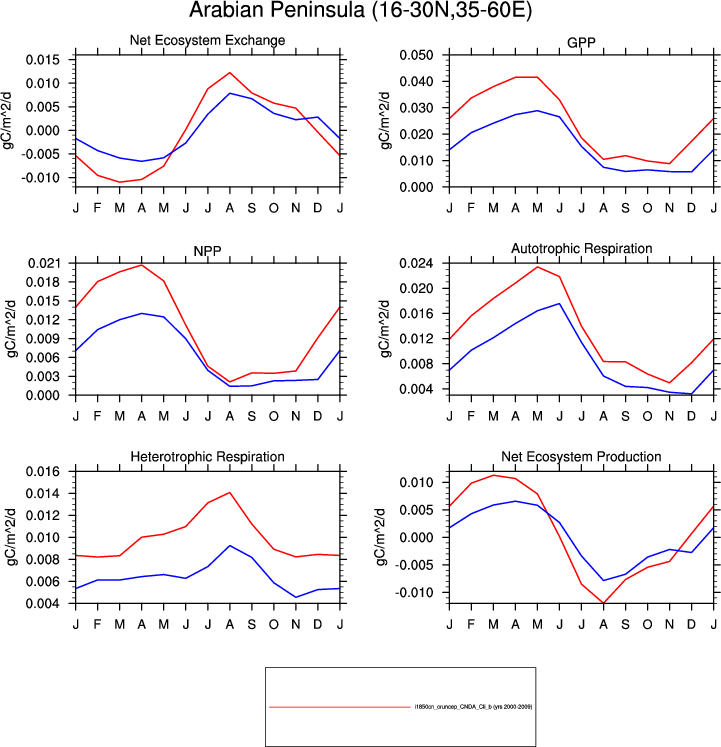 Arabian Peninsula (16-30N,35-60E)
Net Ecosystem Exchange
GPP
gC/m^2/d
0.015
0.010
0.005
0.000
-0.005
-0.010
J F M A M J J A S O N D J
gC/m^2/d
0.050
0.040
0.030
0.020
0.010
0.000
J F M A M J J A S O N D J
NPP
Autotrophic Respiration
gC/m^2/d
0.021
0.018
0.015
0.012
0.009
0.006
0.003
0.000
J F M A M J J A S O N D J
gC/m^2/d
0.024
0.020
0.016
0.012
0.008
0.004
J F M A M J J A S O N D J
Heterotrophic Respiration
Net Ecosystem Production
gC/m^2/d
0.016
0.014
0.012
0.010
0.008
0.006
0.004
J F M A M J J A S O N D J
gC/m^2/d
0.010
0.005
0.000
-0.005
-0.010
J F M A M J J A S O N D J
(yrs 2000-2009)